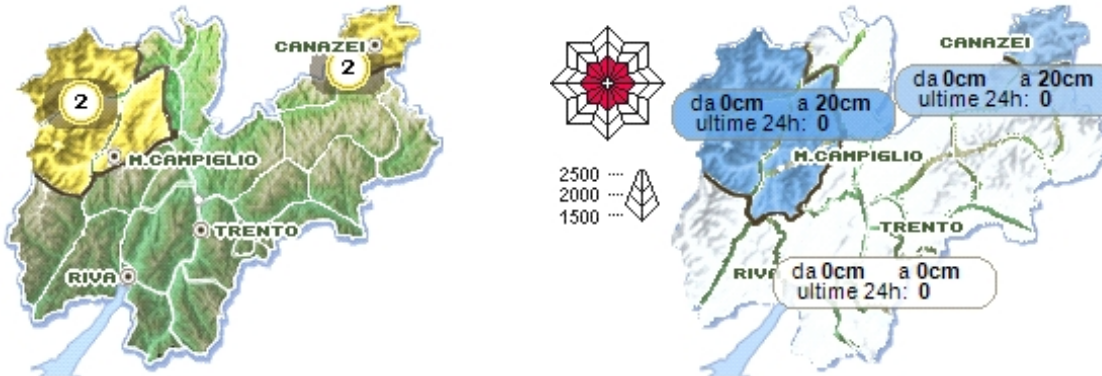 CANAZEI
2
2
M.CAMPIGLIO
TRENTO
RIVA
CANAZEI
da 0cm a 20cm
ultime 24h: 0
da 0cm a 20cm
ultime 24h: 0
M.CAMPIGLIO
2500
2000
1500
TRENTO
RIVA
da 0cm a 0cm
ultime 24h: 0